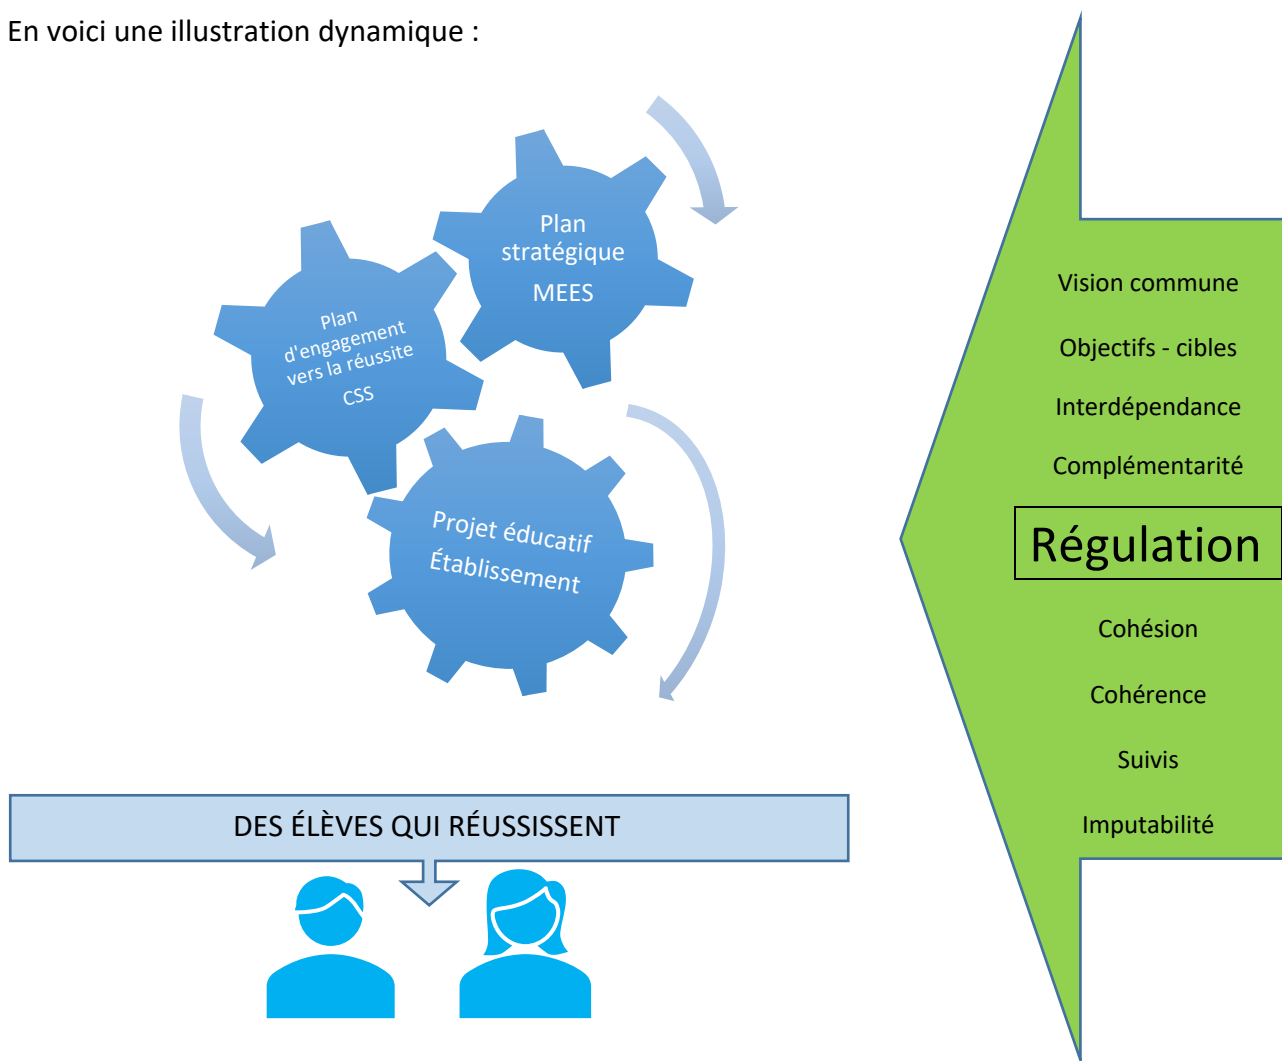 En voici une illustration dynamique :
Plan
stratégique
MEES
Plan
d'engagement
vers la réussite
CSS
Projet éducatif
Établissement
DES ÉLÈVES QUI RÉUSSISSENT
Vision commune
Objectifs - cibles
Interdépendance
Complémentarité
Régulation
Cohésion
Cohérence
Suivis
Imputabilité